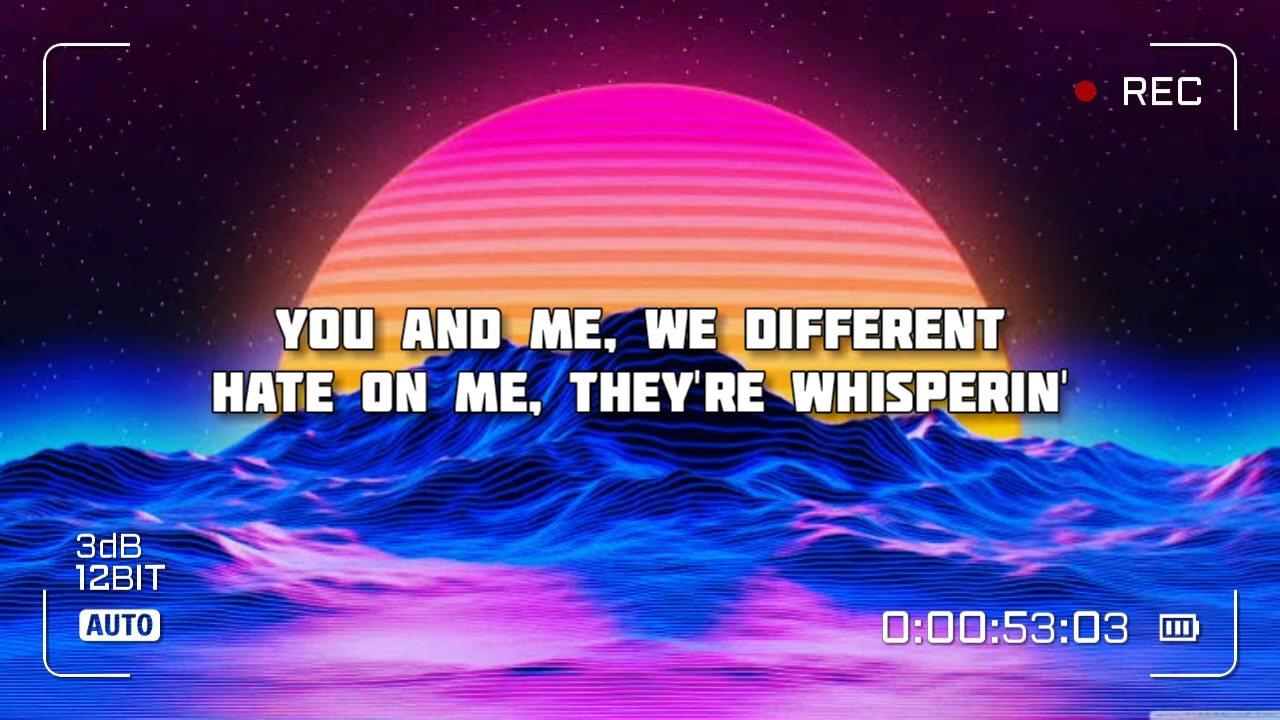 REC
YOU AND ME, WE DIFFERENT
HATE ON ME, THEY'RE WHISPERIN'
3dB
12BIT
AUTO
0:00:53:03